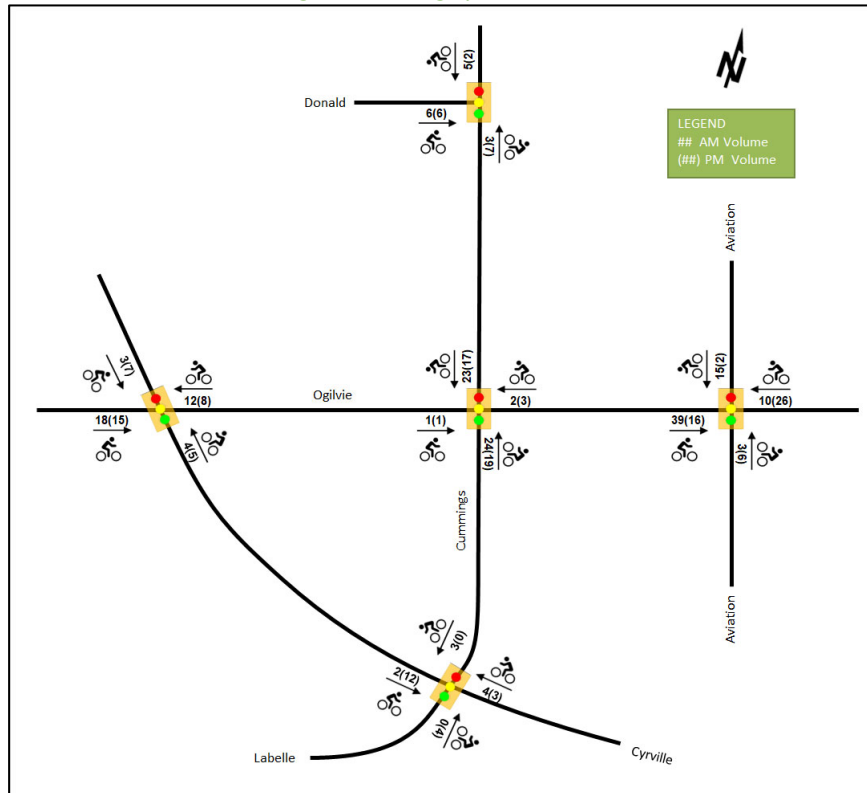 5(2)
Donald
6(6)
3(7)
LEGEND
## AM Volume
(##) PM Volume
Aviation
3(7)
23(17)
15(2)
Ogilvie
12(8)
2(3)
10(26)
18(15)
1(1)
39(16)
4(5)
24(19)
3(6)
Cummings
Aviation
3(0)
2(12)
4(3)
0(4)
Labelle
Cyrville